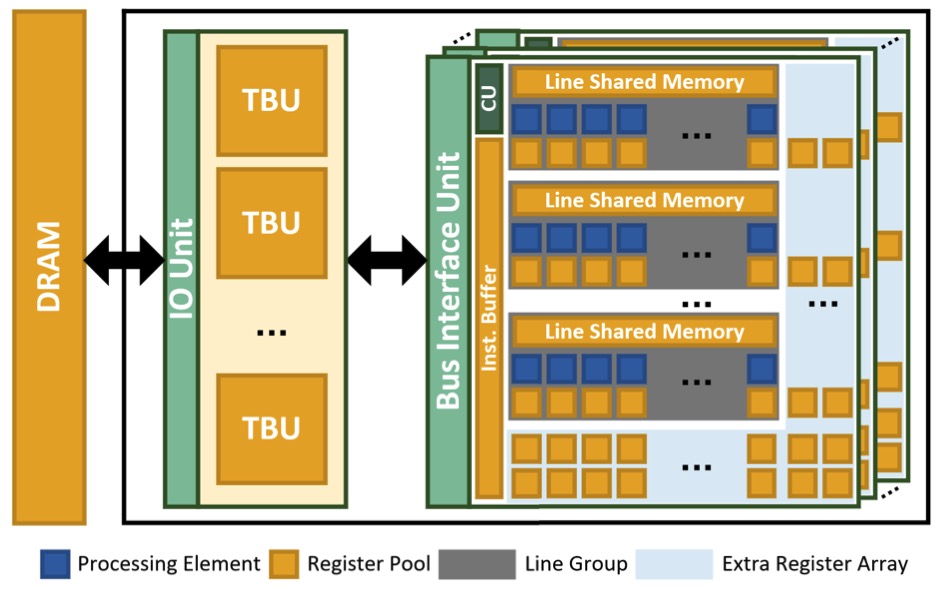 DRAM
IO Unit
TBU
TBU
...
TBU
Bus Interface Unit
CU
Inst. Buffer
Line Shared Memory
...
Line Shared Memory
...
...
...
Line Shared Memory
...
...
Processing Element
Register Pool
Line Group
Extra Register Array